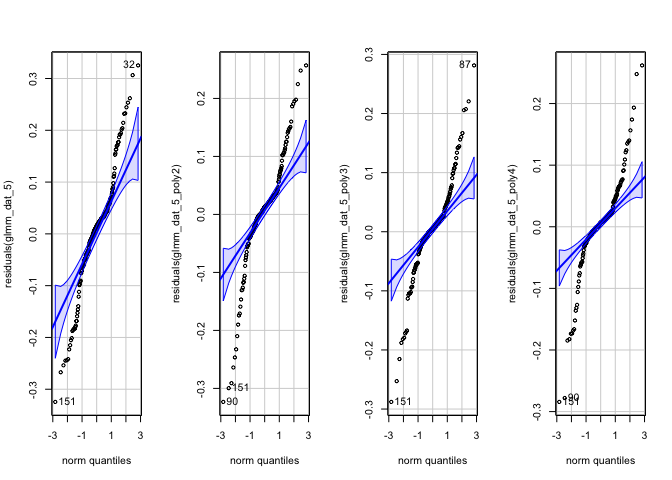 residuals(glmm_dat_5)
0.3
0.2
0.1
0.0
-0.1
-0.2
-0.3
32
151
-3 -1 1 3
norm quantiles
residuals(glmm_dat_5_poly2)
0.2
0.1
0.0
-0.1
-0.2
-0.3
151
90
-3 -1 1 3
norm quantiles
residuals(glmm_dat_5_poly3)
0.3
0.2
0.1
0.0
-0.1
-0.2
-0.3
87
151
-3 -1 1 3
norm quantiles
residuals(glmm_dat_5_poly4)
0.2
0.1
0.0
-0.1
-0.2
-0.3
90
151
-3 -1 1 3
norm quantiles